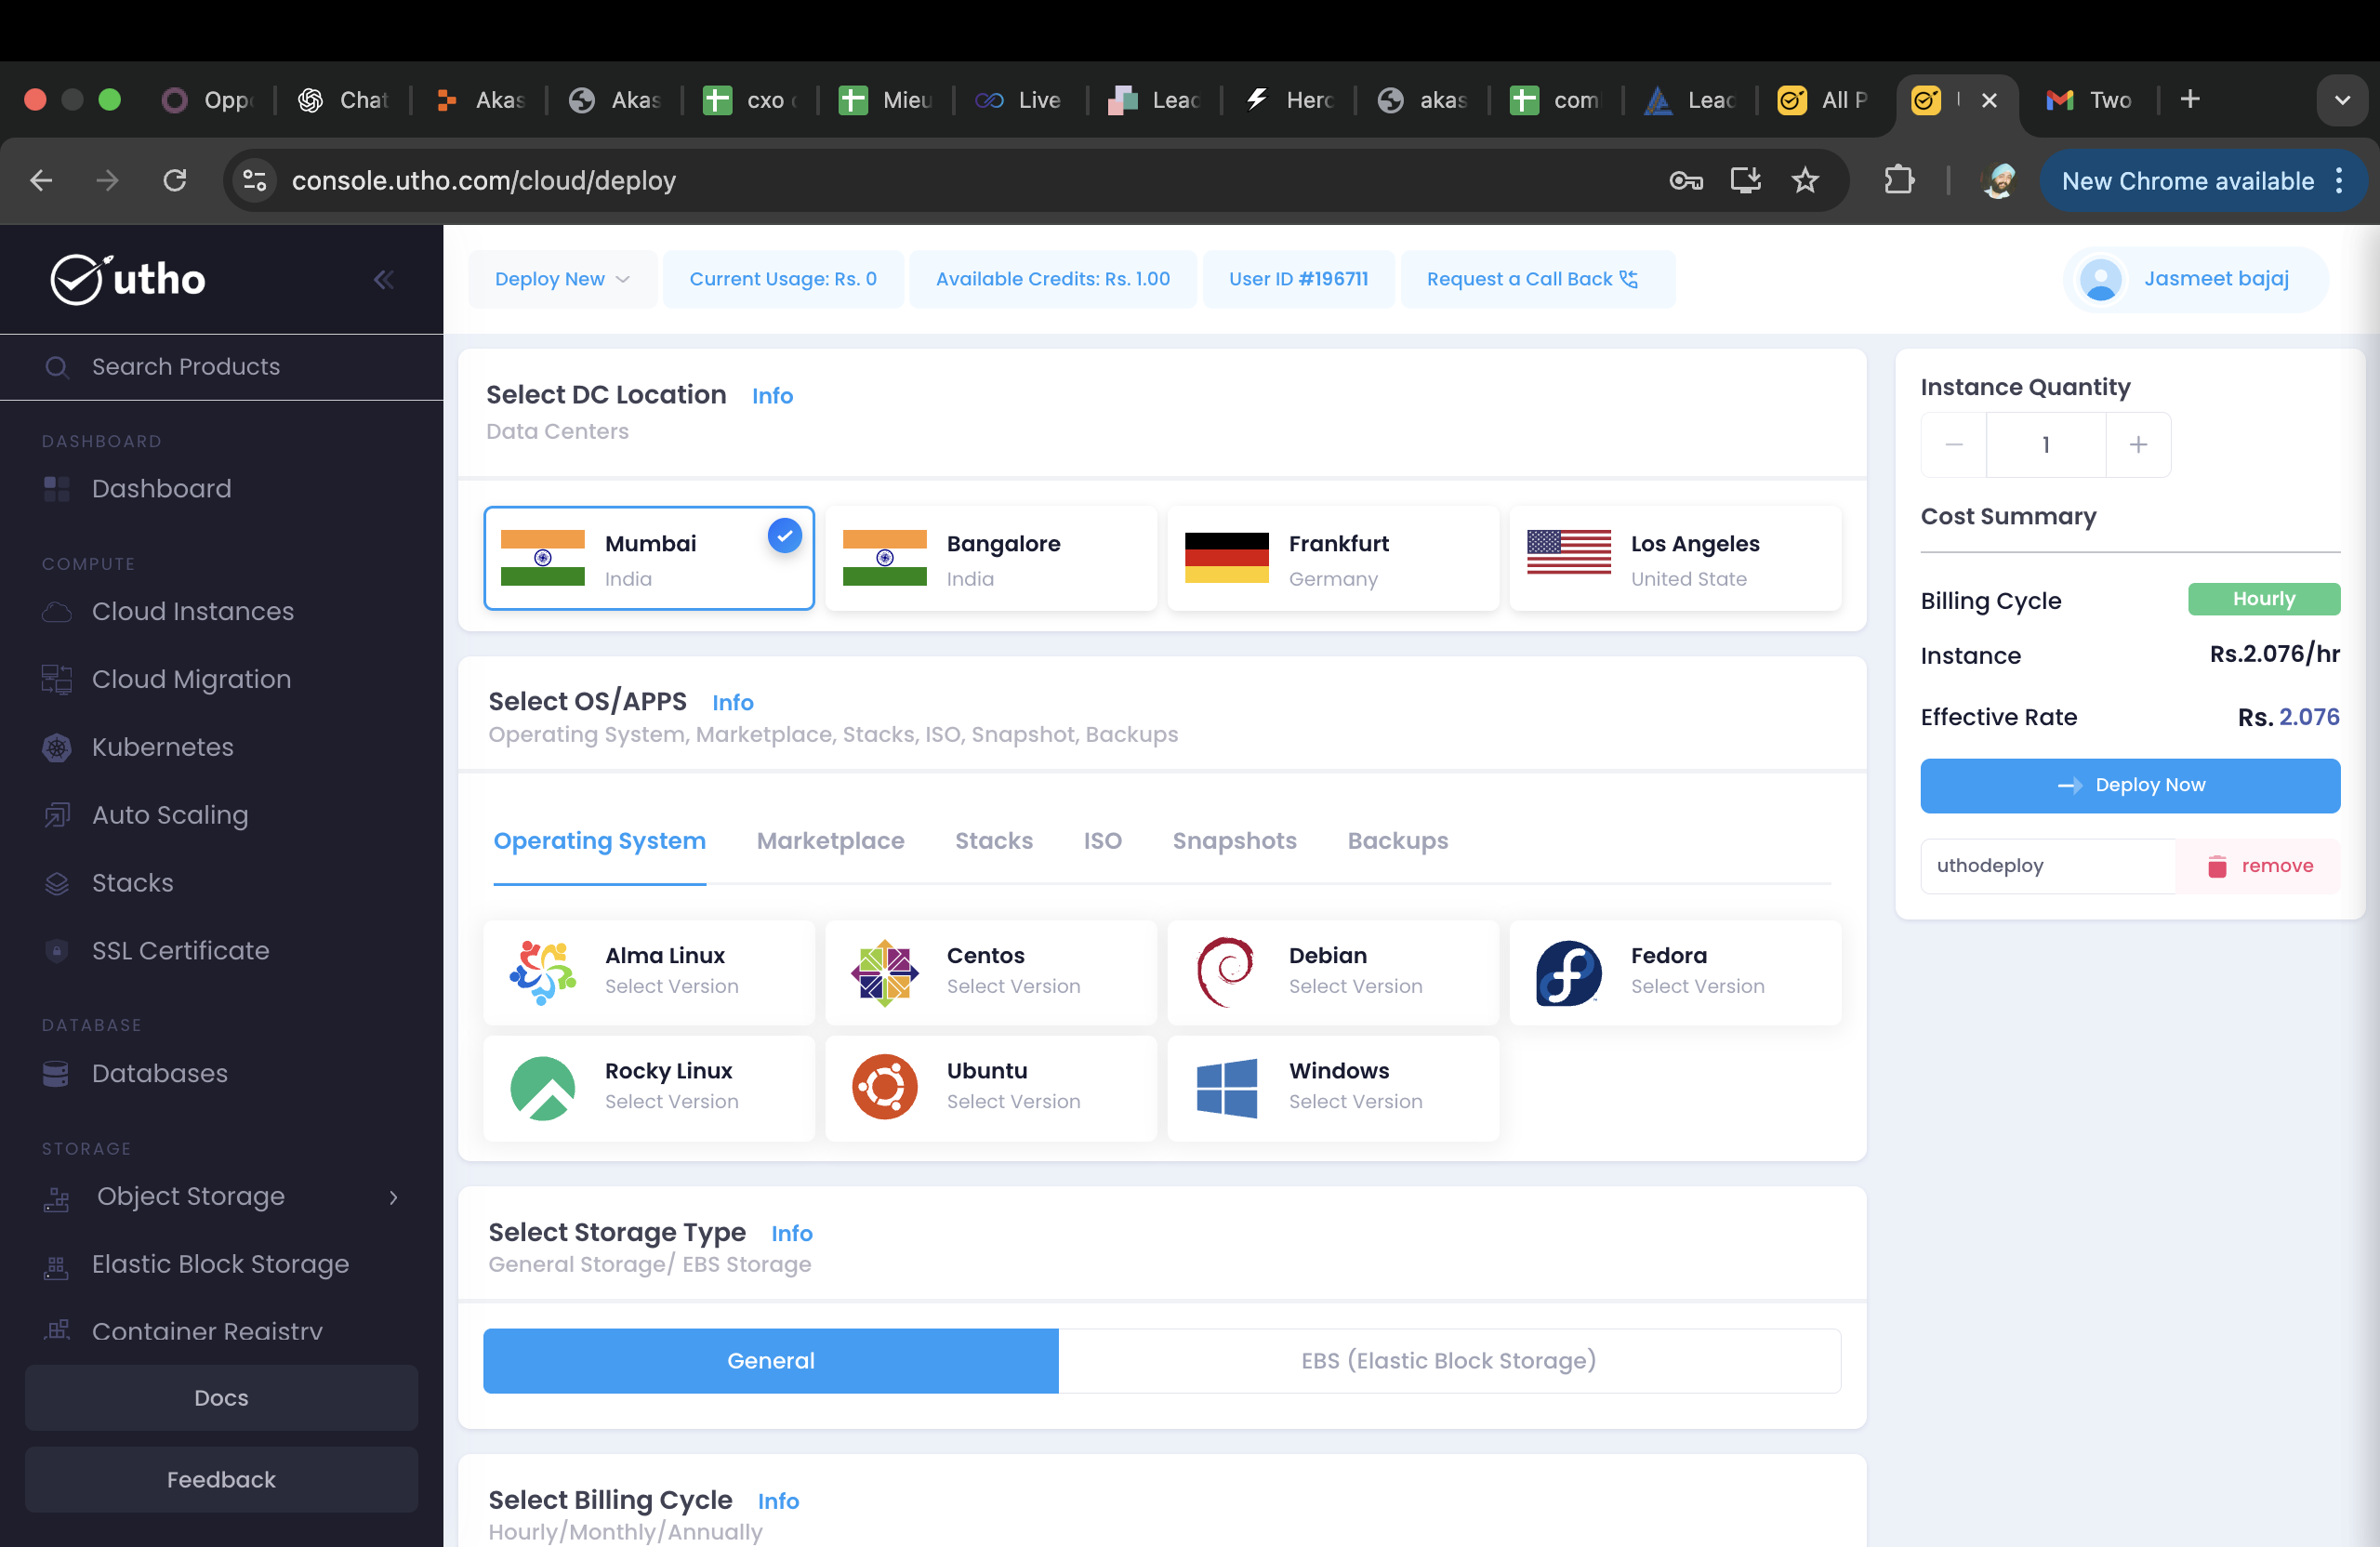 Oppo
Chat
Akas
Akas
cxo
Mieu
Live
Leac
Hero
akas
com
Leac
All P
Two
console.utho.com/cloud/deploy
New Chrome available
utho
Search Products
DASHBOARD
Dashboard
COMPUTE
Cloud Instances
Cloud Migration
Kubernetes
Auto Scaling
Stacks
SSL Certificate
DATABASE
Databases
STORAGE
Object Storage
Elastic Block Storage
Container Registry
Docs
Feedback
Deploy New
Current Usage: Rs. 0
Available Credits: Rs. 1.00
User ID #196711
Request a Call Back
Jasmeet bajaj
Select DC Location Info
Data Centers
Mumbai
India
Bangalore
India
Frankfurt
Germany
Los Angeles
United State
Select OS/APPS Info
Operating System, Marketplace, Stacks, ISO, Snapshot, Backups
Operating System
Marketplace
Stacks
ISO
Snapshots
Backups
Alma Linux
Select Version
Centos
Select Version
Debian
Select Version
Fedora
Select Version
Rocky Linux
Select Version
Ubuntu
Select Version
Windows
Select Version
Select Storage Type Info
General Storage/ EBS Storage
General
EBS (Elastic Block Storage)
Select Billing Cycle Info
Hourly/Monthly/Annually
Instance Quantity
1
Cost Summary
Billing Cycle Hourly
Instance Rs.2.076/hr
Effective Rate Rs. 2.076
Deploy Now
uthodeploy
remove